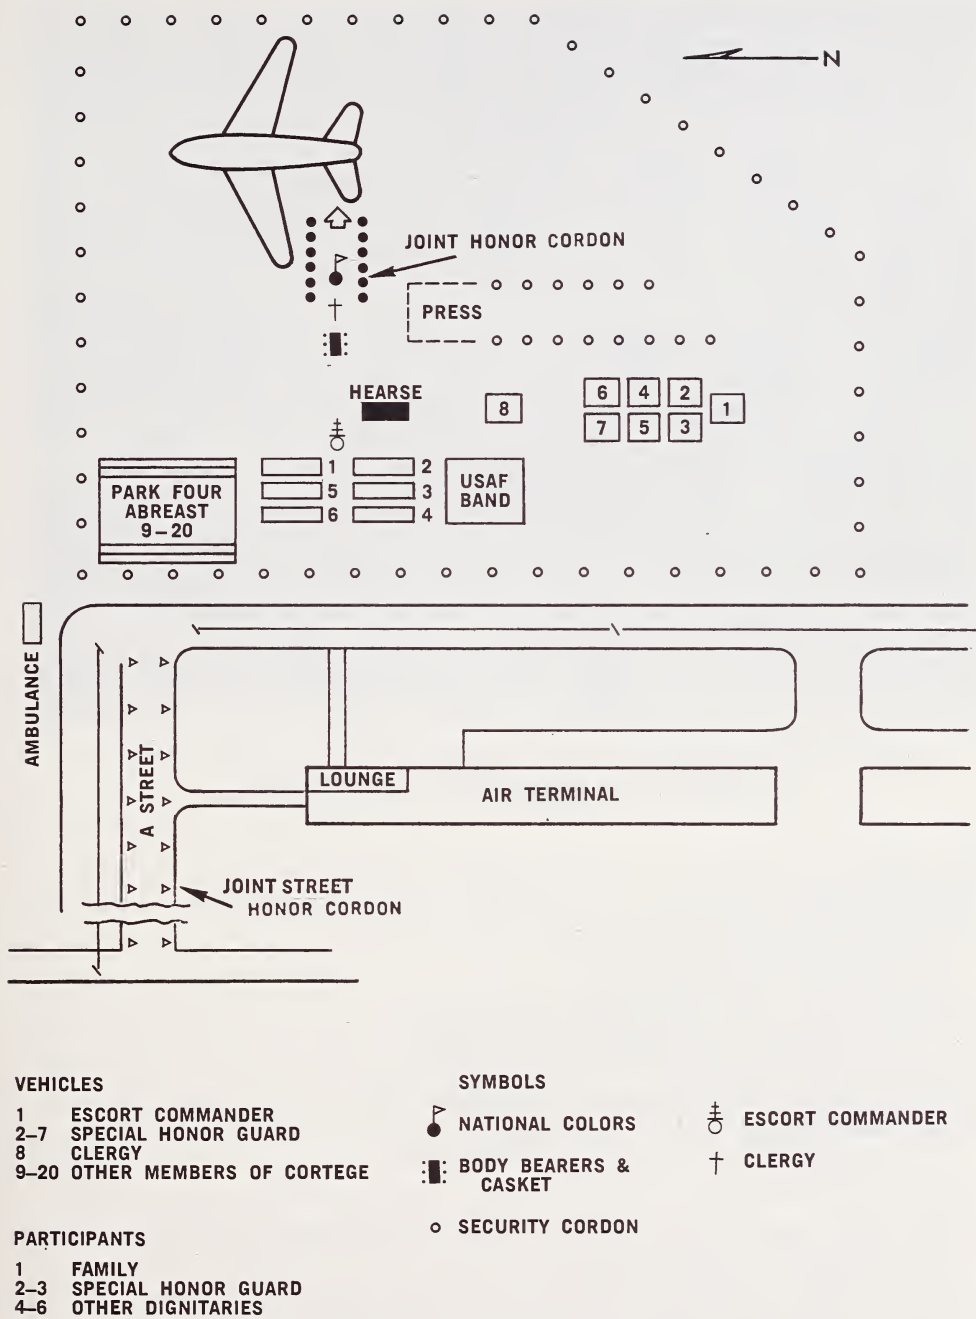 N
JOINT HONOR CORDON
PRESS
HEARSE
8
6 4 2
1
7 5 3
1 2
5 3
6 4
USAF
BAND
PARK FOUR
ABREAST
9–20
AMBULANCE
A STREET
LOUNGE
AIR TERMINAL
JOINT STREET
HONOR CORDON
VEHICLES
1 ESCORT COMMANDER
2–7 SPECIAL HONOR GUARD
8 CLERGY
9–20 OTHER MEMBERS OF CORTEGE
PARTICIPANTS
1 FAMILY
2–3 SPECIAL HONOR GUARD
4–6 OTHER DIGNITARIES
SYMBOLS
NATIONAL COLORS
BODY BEARERS &
CASKET
SECURITY CORDON
ESCORT COMMANDER
CLERGY